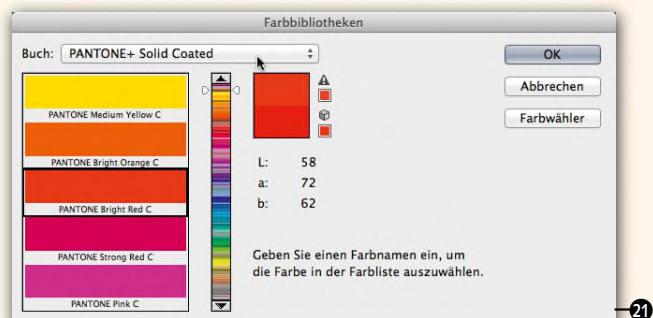 Farbbibliotheken
Buch: PANTONE+ Solid Coated
OK
Abbrechen
Farbwähler
PANTONE Medium Yellow C
PANTONE Bright Orange C
PANTONE Bright Red C
PANTONE Strong Red C
PANTONE Pink C
L: 58
a: 72
b: 62
Geben Sie einen Farbnamen ein, um
die Farbe in der Farbliste auszuwählen.
21